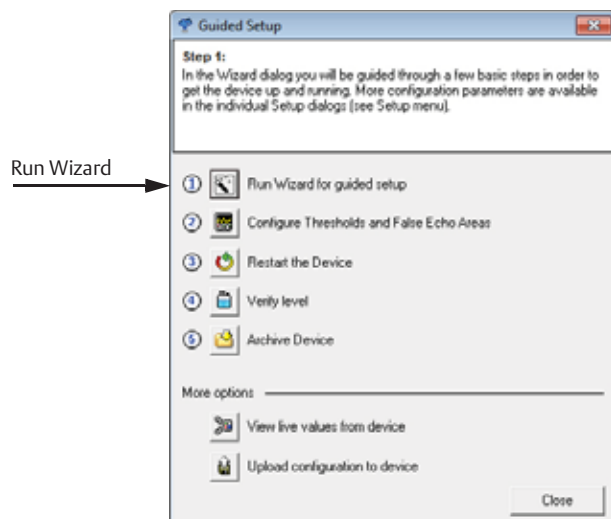 Guided Setup
Step 1:
In the Wizard dialog you will be guided through a few basic steps in order to
get the device up and running. More configuration parameters are available
in the individual Setup dialogs (see Setup menu).
Run Wizard
1 Run Wizard for guided setup
2 Configure Thresholds and False Echo Areas
3 Restart the Device
4 Verify level
5 Archive Device
More options
View live values from device
Upload configuration to device
Close